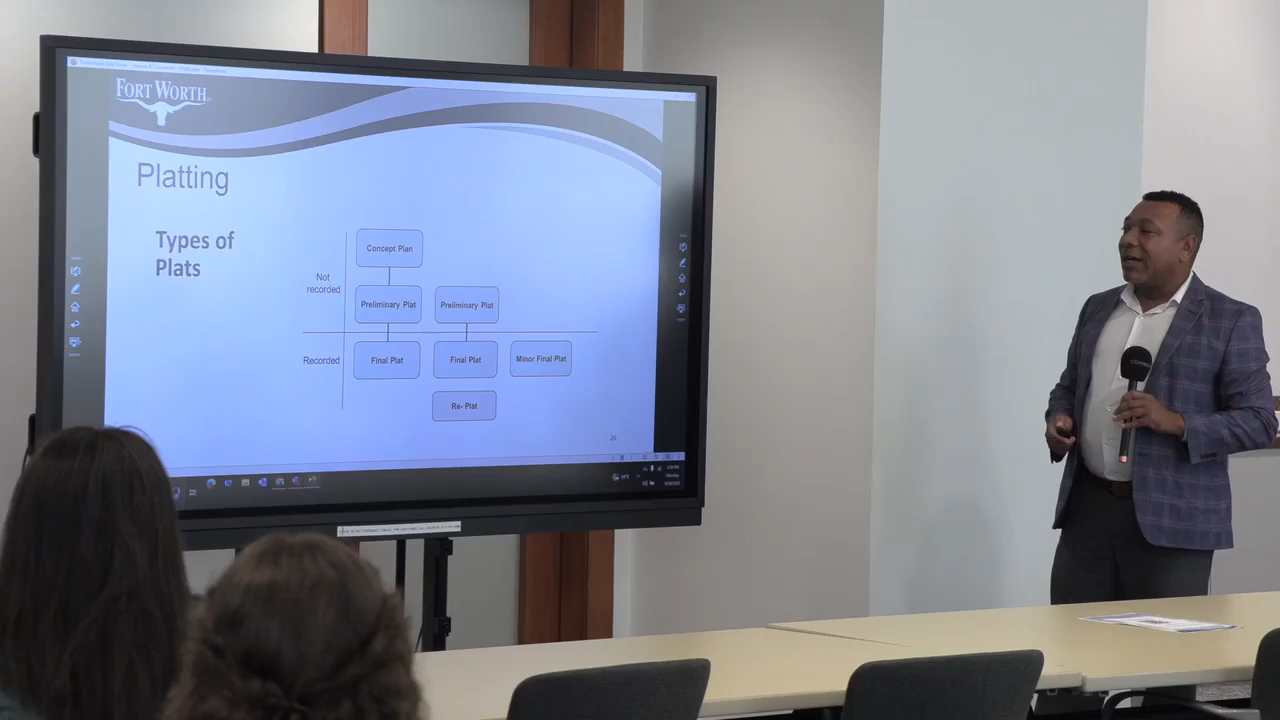 FORT WORTH
Platting
Types of
Plats
Not
recorded
Concept Plan
Preliminary Plat
Preliminary Plat
Recorded
Final Plat
Final Plat
Minor Final Plat
Re- Plat
26